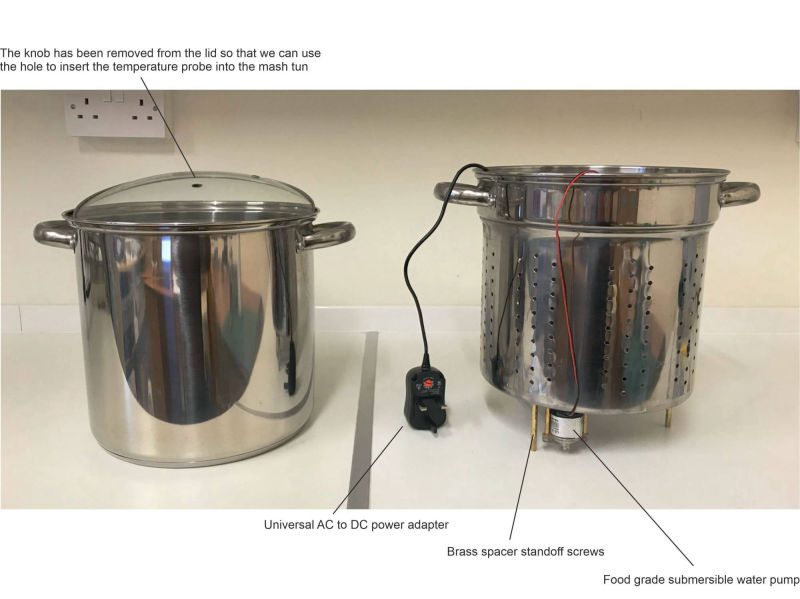 The knob has been removed from the lid so that we can use
the hole to insert the temperature probe into the mash tun
Universal AC to DC power adapter
Brass spacer standoff screws
Food grade submersible water pump